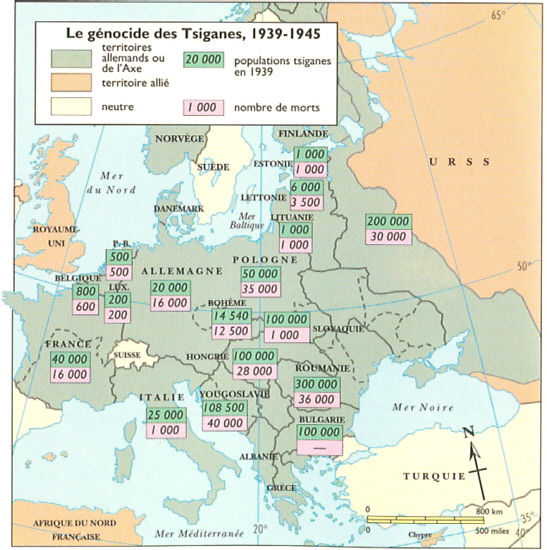 Le génocide des Tsiganes, 1939-1945
territoires
allemands ou
de l'Axe
territoire allié
neutre
20 000
populations tsiganes
en 1939
1 000
nombre de morts
65°
NORVÈGE
SUÈDE
FINLANDE
ESTONIE
1 000
1 000
URSS
Mer
du Nord
LETTONIE
6 000
3 500
DANEMARK
Mer
Baltique
LITUANIE
1 000
1 000
200 000
30 000
ROYAUME-
UNI
P.-B.
500
500
50°
BELGIQUE
800
600
LUX.
200
200
ALLEMAGNE
20 000
16 000
POLOGNE
50 000
35 000
BOHÊME
14 540
12 500
100 000
1 000
SLOVAQUIE
FRANCE
40 000
16 000
SUISSE
HONGRIE
100 000
28 000
ROUMANIE
300 000
36 000
ITALIE
25 000
1 000
YOUGOSLAVIE
108 500
40 000
Mer Noire
BULGARIE
100 000
—
N
ALBANIE
GRÈCE
TURQUIE
0
800 km
0
500 miles
40°
35°
AFRIQUE DU NORD
FRANÇAISE
Mer Méditerranée
20°
Chypre